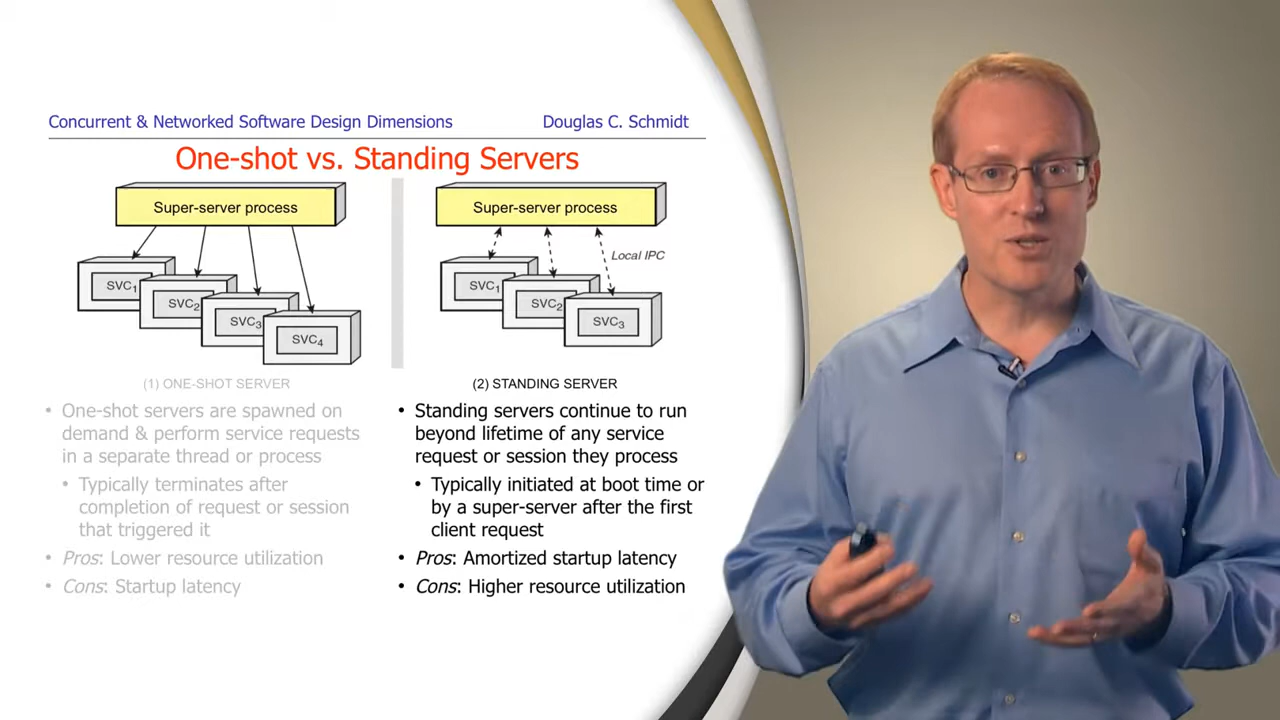 Concurrent & Networked Software Design Dimensions Douglas C. Schmidt
One-shot vs. Standing Servers
Super-server process
SVC1
SVC2
SVC3
SVC4
(1) ONE-SHOT SERVER
• One-shot servers are spawned on
demand & perform service requests
in a separate thread or process
• Typically terminates after
completion of request or session
that triggered it
• Pros: Lower resource utilization
• Cons: Startup latency
Super-server process
Local IPC
SVC1
SVC2
SVC3
(2) STANDING SERVER
• Standing servers continue to run
beyond lifetime of any service
request or session they process
• Typically initiated at boot time or
by a super-server after the first
client request
• Pros: Amortized startup latency
• Cons: Higher resource utilization